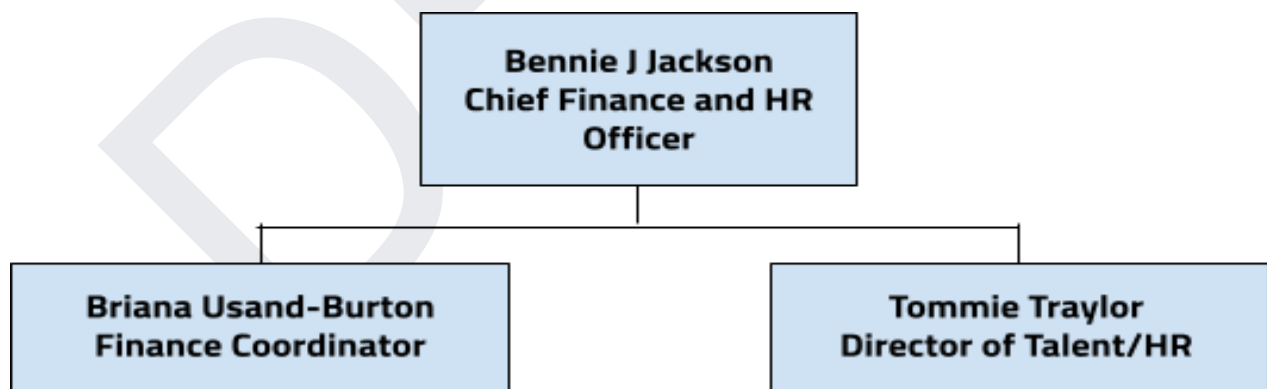 Bennie J Jackson
Chief Finance and HR
Officer
Briana Usand-Burton
Finance Coordinator
Tommie Traylor
Director of Talent/HR